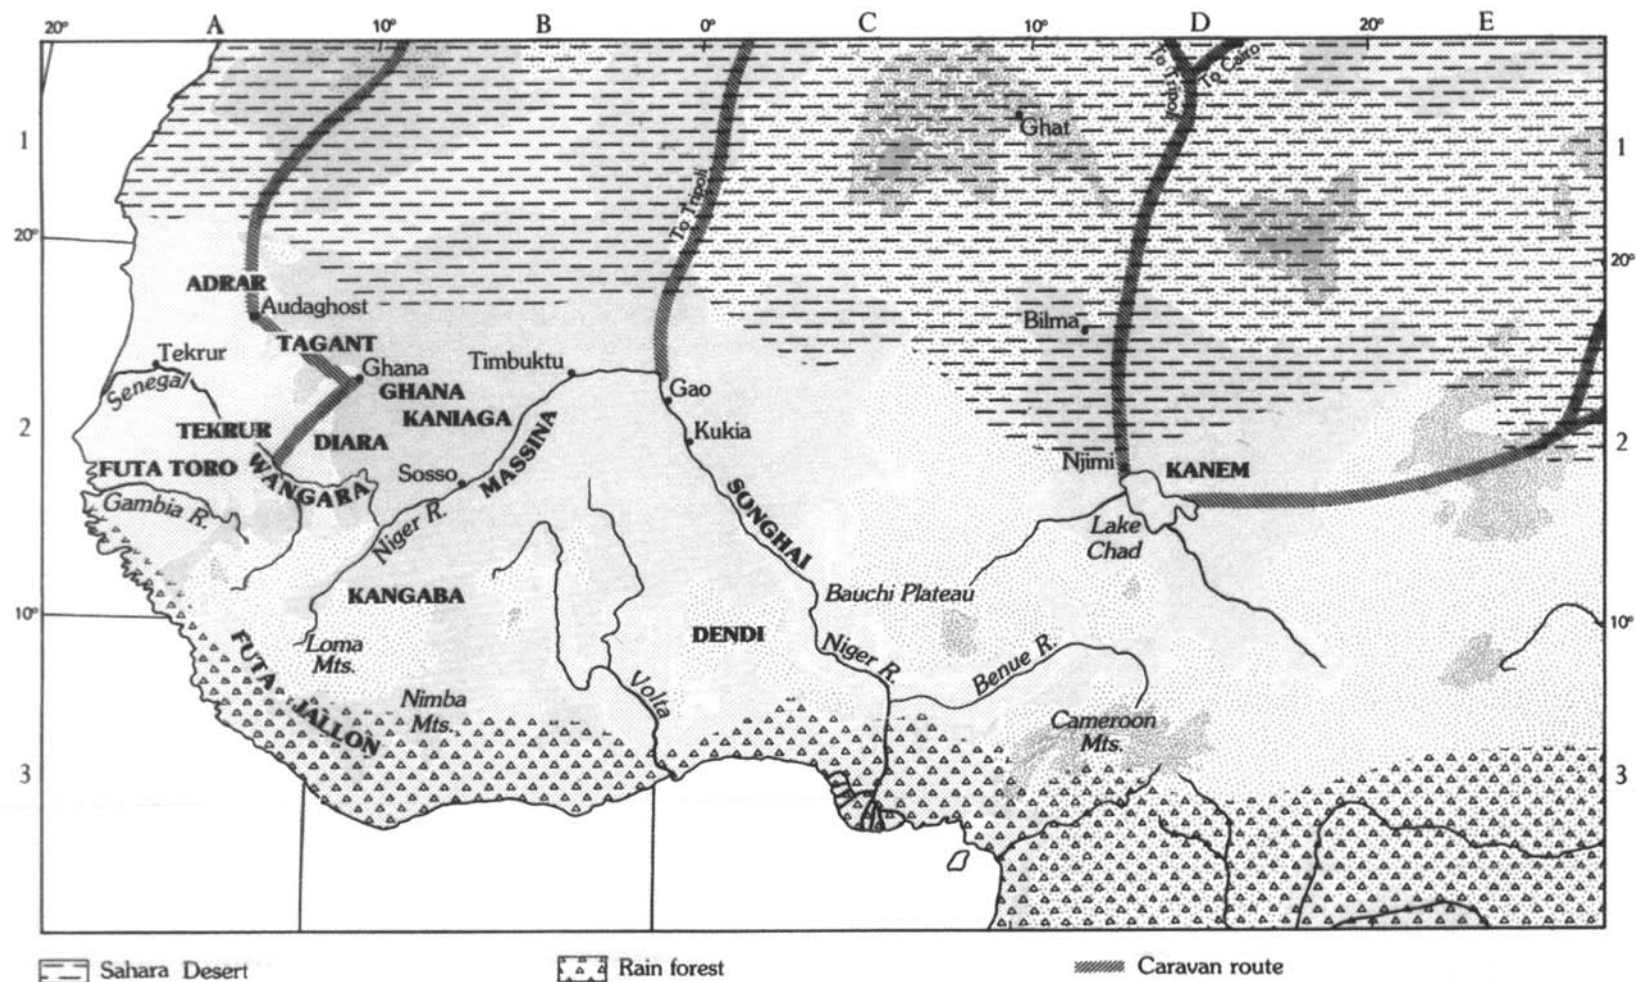 20°
A
10°
B
0°
C
10°
D
20°
E
To Tripoli
To Cairo
1
Ghat
1
To Tripoli
20°
20°
ADRAR
Audaghost
Bilma
TAGANT
Tekrur
Ghana
Timbuktu
Senegal
GHANA
Gao
KANIAGA
2
TEKRUR
DIARA
Kukia
2
MASSINA
FUTA TORO
WANGARA
Sosso
Njimi
KANEM
Gambia R.
Niger R.
SONGHAI
Lake
Chad
KANGABA
Bauchi Plateau
10°
10°
DENDI
Loma
Mts.
FUTA
JALLON
Niger R.
Benue R.
Nimba
Mts.
Volta
Cameroon
Mts.
3
3
Sahara Desert
Rain forest
Caravan route